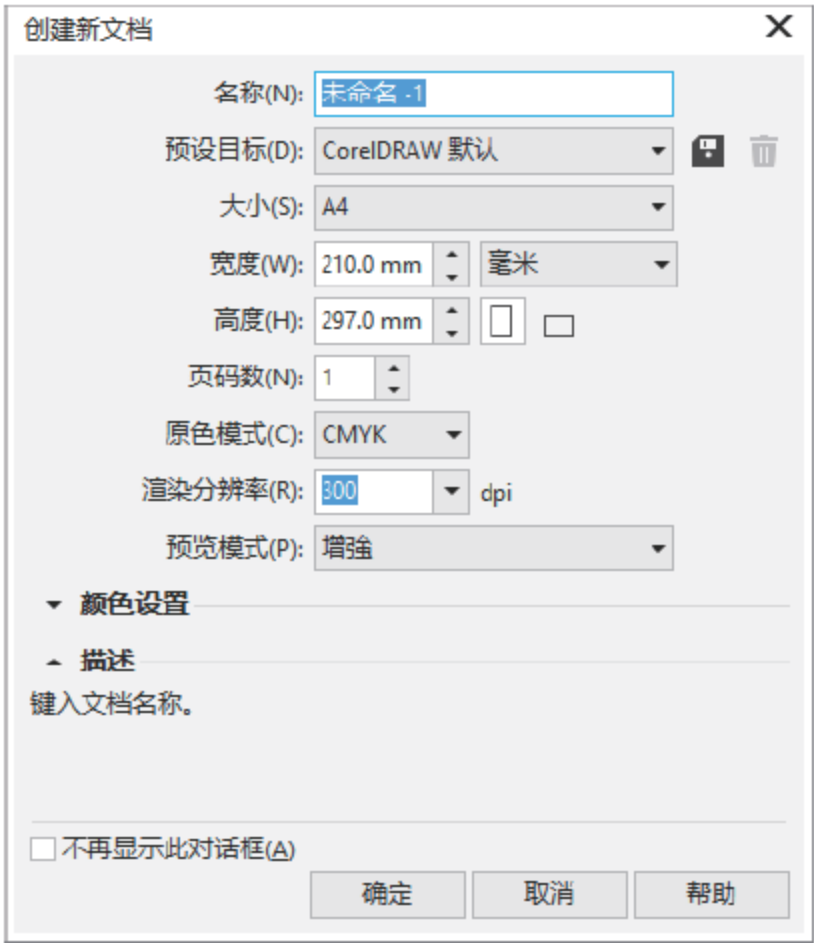 创建新文档
名称(N): 未命名 -1
预设目标(D): CorelDRAW 默认
大小(S): A4
宽度(W): 210.0 mm 毫米
高度(H): 297.0 mm
页码数(N): 1
原色模式(C): CMYK
渲染分辨率(R): 300 dpi
预览模式(P): 增強
颜色设置
描述
键入文档名称。
不再显示此对话框(A)
确定 取消 帮助